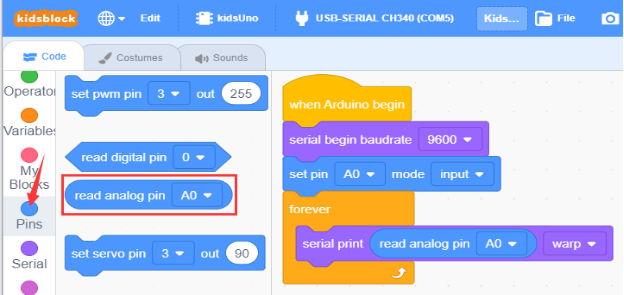 kidsblock Edit kidsUno USB-SERIAL CH340 (COM5) Kids... File
Code Costumes Sounds
Operator
Variables
My
Blocks
Pins
Serial
set pwm pin 3 out 255
read digital pin 0
read analog pin A0
set servo pin 3 out 90
when Arduino begin
serial begin baudrate 9600
set pin A0 mode input
forever
serial print read analog pin A0 warp